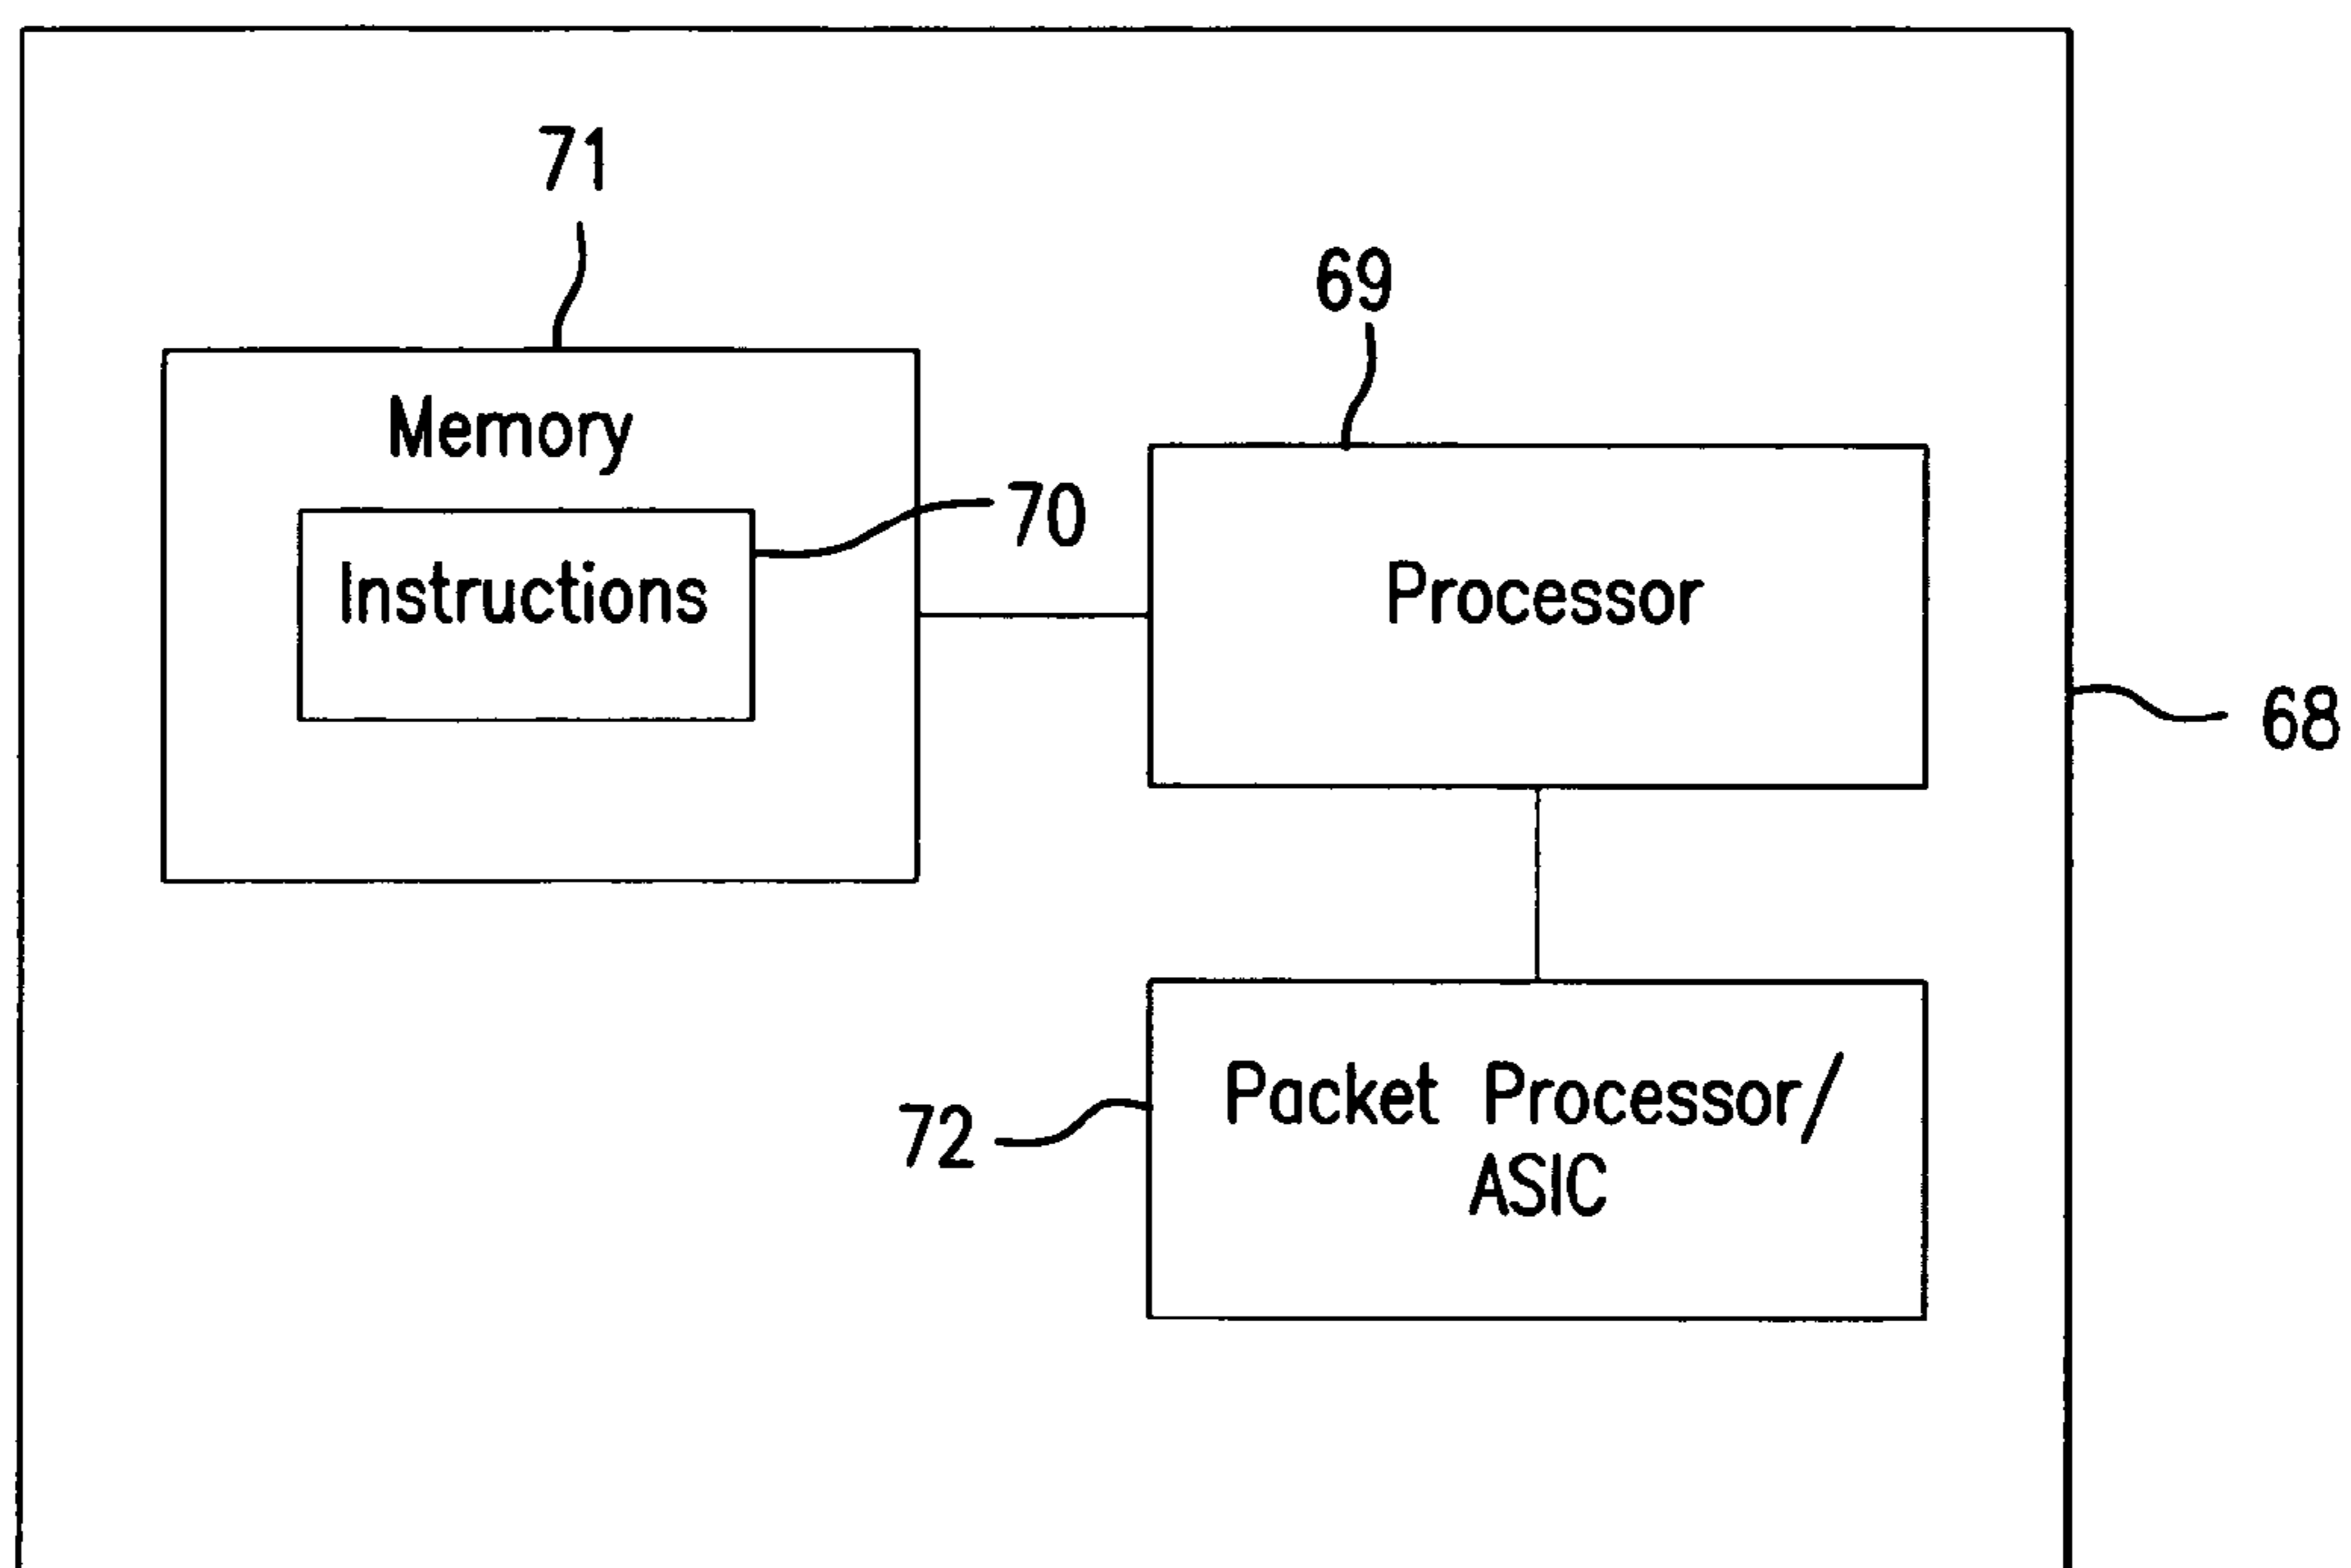 71
69
Memory
70
Instructions
Processor
68
72
Packet Processor/
ASIC